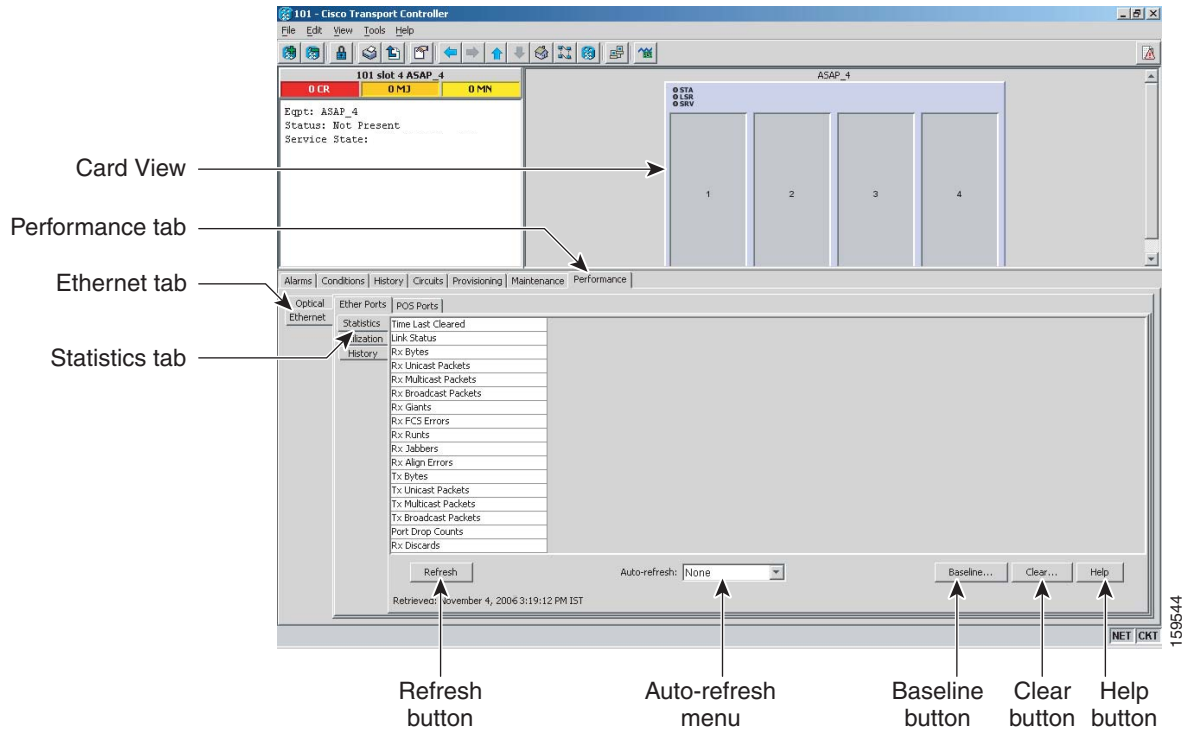 101 - Cisco Transport Controller
File Edit View Tools Help
101 slot 4 ASAP_4
0 CR 0 MJ 0 MN
Eqpt: ASAP_4
Status: Not Present
Service State:
ASAP_4
STA
LSR
SRV
1 2 3 4
Card View
Performance tab
Ethernet tab
Statistics tab
Alarms Conditions History Circuits Provisioning Maintenance Performance
Optical
Ethernet
Ether Ports POS Ports
Statistics
History
Time Last Cleared
Link Status
Rx Bytes
Rx Unicast Packets
Rx Multicast Packets
Rx Broadcast Packets
Rx Giants
Rx FCS Errors
Rx Runts
Rx Jabbers
Rx Align Errors
Tx Bytes
Tx Unicast Packets
Tx Multicast Packets
Tx Broadcast Packets
Port Drop Counts
Rx Discards
Refresh Auto-refresh: None Baseline... Clear... Help
Retrieved: November 4, 2006 3:19:12 PM IST
NET CKT
159544
Refresh
button
Auto-refresh
menu
Baseline
button
Clear
button
Help
button